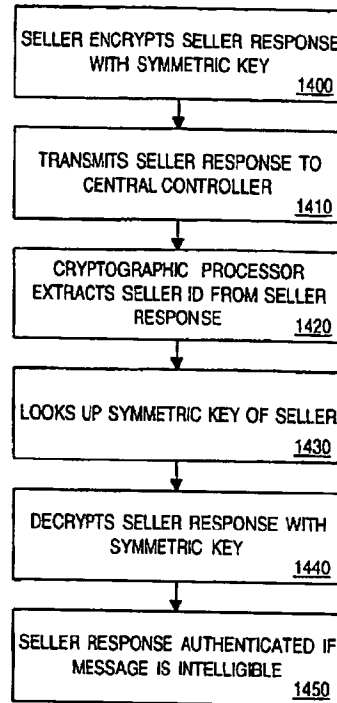 SELLER ENCRYPTS SELLER RESPONSE
WITH SYMMETRIC KEY
1400
TRANSMITS SELLER RESPONSE TO
CENTRAL CONTROLLER
1410
CRYPTOGRAPHIC PROCESSOR
EXTRACTS SELLER ID FROM SELLER
RESPONSE
1420
LOOKS UP SYMMETRIC KEY OF SELLER
1430
DECRYPTS SELLER RESPONSE WITH
SYMMETRIC KEY
1440
SELLER RESPONSE AUTHENTICATED IF
MESSAGE IS INTELLIGIBLE
1450